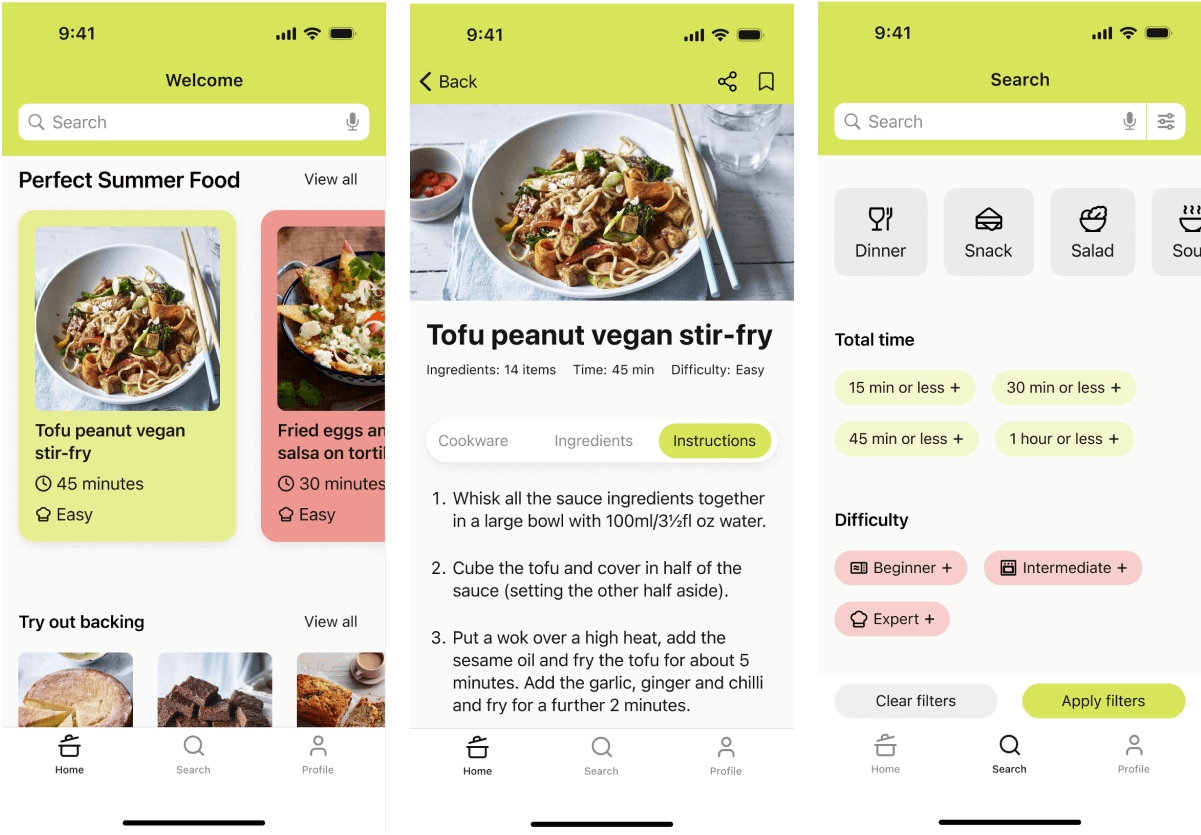 9:41
Welcome
Search
Perfect Summer Food
View all
Tofu peanut vegan
stir-fry
45 minutes
Easy
Fried eggs an
salsa on tortil
30 minutes
Easy
Try out backing
View all
Home
Search
Profile
9:41
Back
Tofu peanut vegan stir-fry
Ingredients: 14 items Time: 45 min Difficulty: Easy
Cookware Ingredients Instructions
1. Whisk all the sauce ingredients together
in a large bowl with 100ml/3½fl oz water.
2. Cube the tofu and cover in half of the
sauce (setting the other half aside).
3. Put a wok over a high heat, add the
sesame oil and fry the tofu for about 5
minutes. Add the garlic, ginger and chilli
and fry for a further 2 minutes.
Home
Search
Profile
9:41
Search
Search
Dinner
Snack
Salad
Sou
Total time
15 min or less +
30 min or less +
45 min or less +
1 hour or less +
Difficulty
Beginner +
Intermediate +
Expert +
Clear filters
Apply filters
Home
Search
Profile